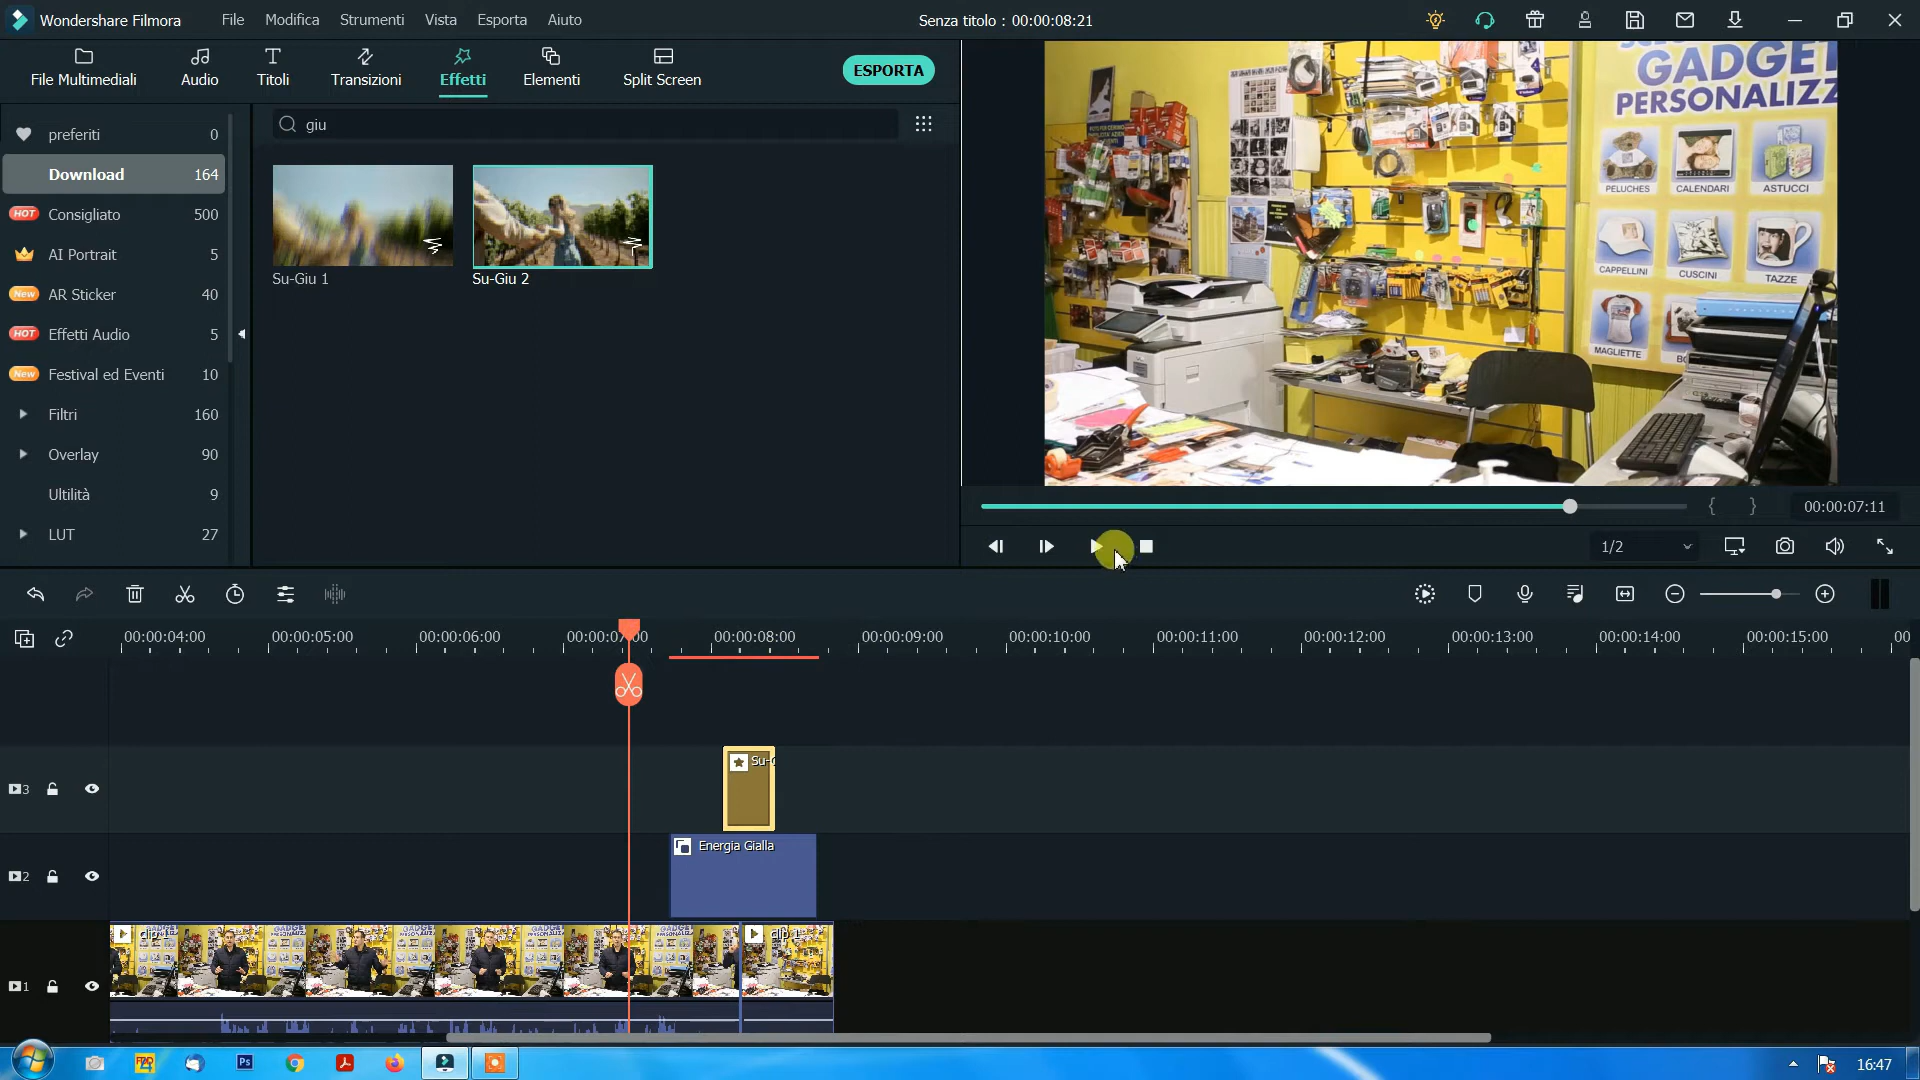 Wondershare Filmora
File Modifica Strumenti Vista Esporta Aiuto
Senza titolo : 00:00:08:21
File Multimediali
Audio
Titoli
Transizioni
Effetti
Elementi
Split Screen
ESPORTA
preferiti 0
Download 164
HOT Consigliato 500
AI Portrait 5
New AR Sticker 40
HOT Effetti Audio 5
New Festival ed Eventi 10
Filtri 160
Overlay 90
Ultilità 9
LUT 27
giu
Su-Giu 1
Su-Giu 2
GADGET
PERSONALIZZ
PELUCHES CALENDARI ASTUCCI
CAPPELLINI CUSCINI TAZZE
MAGLIETTE
00:00:07:11
1/2
00:00:04:00 00:00:05:00 00:00:06:00 00:00:07:00 00:00:08:00 00:00:09:00 00:00:10:00 00:00:11:00 00:00:12:00 00:00:13:00 00:00:14:00 00:00:15:00 00
3
Su-G
2
Energia Gialla
1
clip 1
clip 1
16:47